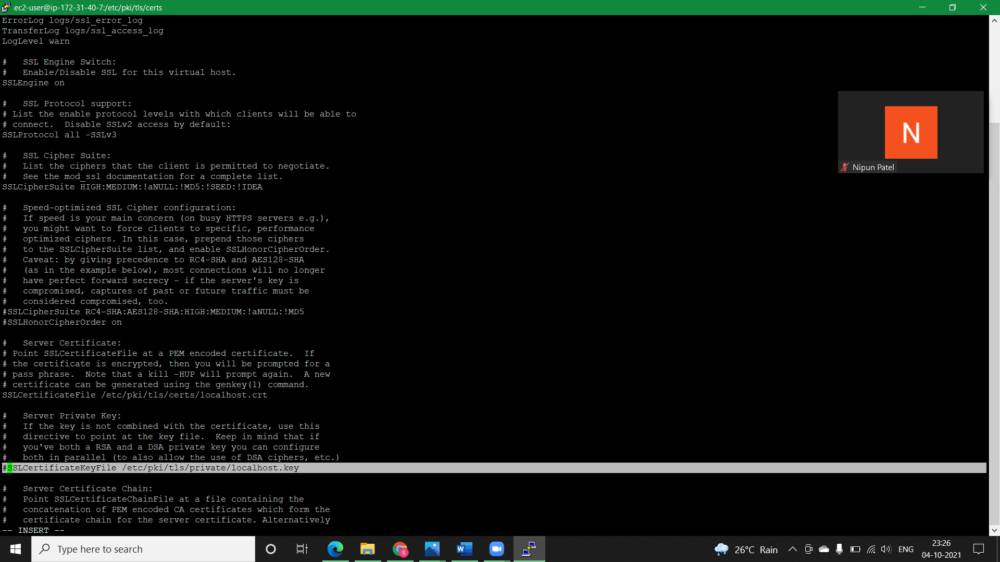 ec2-user@ip-172-31-40-7:/etc/pki/tls/certs
ErrorLog logs/ssl_error_log
TransferLog logs/ssl_access_log
LogLevel warn
#   SSL Engine Switch:
#   Enable/Disable SSL for this virtual host.
SSLEngine on
#   SSL Protocol support:
# List the enable protocol levels with which clients will be able to
# connect.  Disable SSLv2 access by default:
SSLProtocol all -SSLv3
#   SSL Cipher Suite:
#   List the ciphers that the client is permitted to negotiate.
#   See the mod_ssl documentation for a complete list.
SSLCipherSuite HIGH:MEDIUM:!aNULL:!MD5:!SEED:!IDEA
#   Speed-optimized SSL Cipher configuration:
#   If speed is your main concern (on busy HTTPS servers e.g.),
#   you might want to force clients to specific, performance
#   optimized ciphers. In this case, prepend those ciphers
#   to the SSLCipherSuite list, and enable SSLHonorCipherOrder.
#   Caveat: by giving precedence to RC4-SHA and AES128-SHA
#   (as in the example below), most connections will no longer
#   have perfect forward secrecy - if the server's key is
#   compromised, captures of past or future traffic must be
#   considered compromised, too.
#SSLCipherSuite RC4-SHA:AES128-SHA:HIGH:MEDIUM:!aNULL:!MD5
#SSLHonorCipherOrder on
#   Server Certificate:
# Point SSLCertificateFile at a PEM encoded certificate.  If
# the certificate is encrypted, then you will be prompted for a
# pass phrase.  Note that a kill -HUP will prompt again.  A new
# certificate can be generated using the genkey(1) command.
SSLCertificateFile /etc/pki/tls/certs/localhost.crt
#   Server Private Key:
#   If the key is not combined with the certificate, use this
#   directive to point at the key file.  Keep in mind that if
#   you've both a RSA and a DSA private key you can configure
#   both in parallel (to also allow the use of DSA ciphers, etc.)
#SSLCertificateKeyFile /etc/pki/tls/private/localhost.key
#   Server Certificate Chain:
#   Point SSLCertificateChainFile at a file containing the
#   concatenation of PEM encoded CA certificates which form the
#   certificate chain for the server certificate. Alternatively
-- INSERT --
N
Nipun Patel
Type here to search
S
W
26°C Rain
ENG
23:26
04-10-2021